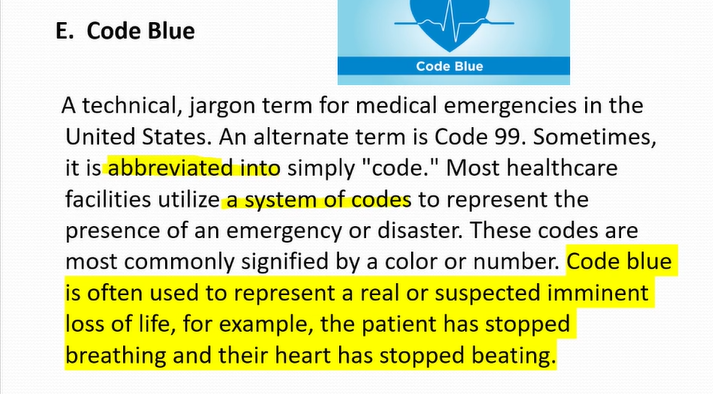 E. Code Blue
Code Blue
A technical, jargon term for medical emergencies in the
United States. An alternate term is Code 99. Sometimes,
it is abbreviated into simply "code." Most healthcare
facilities utilize a system of codes to represent the
presence of an emergency or disaster. These codes are
most commonly signified by a color or number. Code blue
is often used to represent a real or suspected imminent
loss of life, for example, the patient has stopped
breathing and their heart has stopped beating.